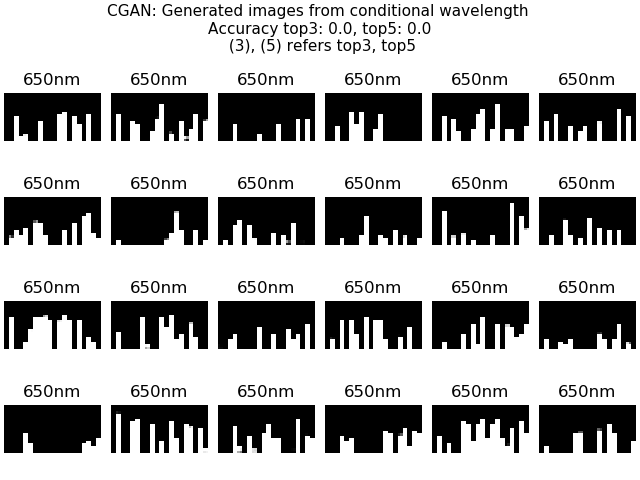 CGAN: Generated images from conditional wavelength
Accuracy top3: 0.0, top5: 0.0
(3), (5) refers top3, top5
650nm 650nm 650nm 650nm 650nm 650nm
650nm 650nm 650nm 650nm 650nm 650nm
650nm 650nm 650nm 650nm 650nm 650nm
650nm 650nm 650nm 650nm 650nm 650nm